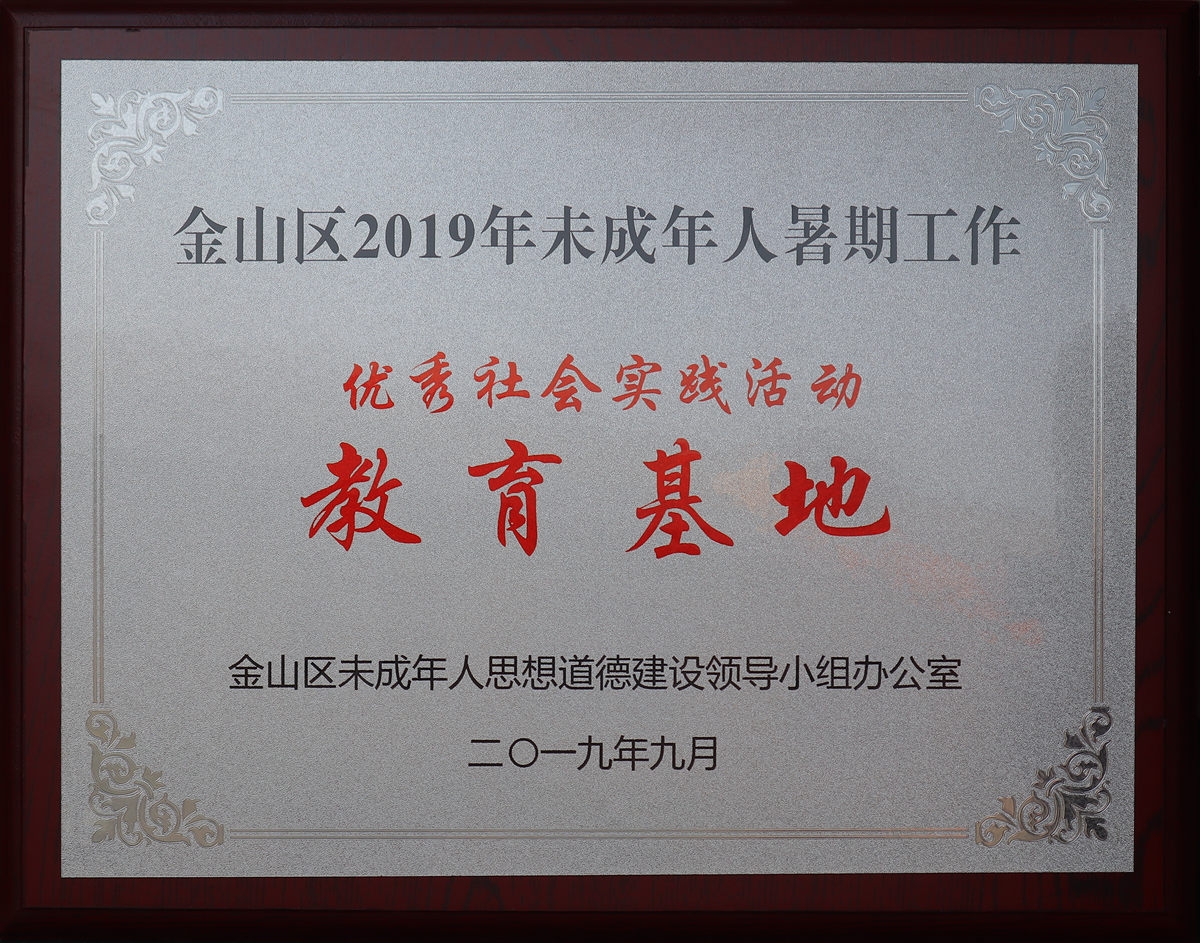 金山区2019年未成年人暑期工作
优秀社会实践活动
教育基地
金山区未成年人思想道德建设领导小组办公室
二〇一九年九月